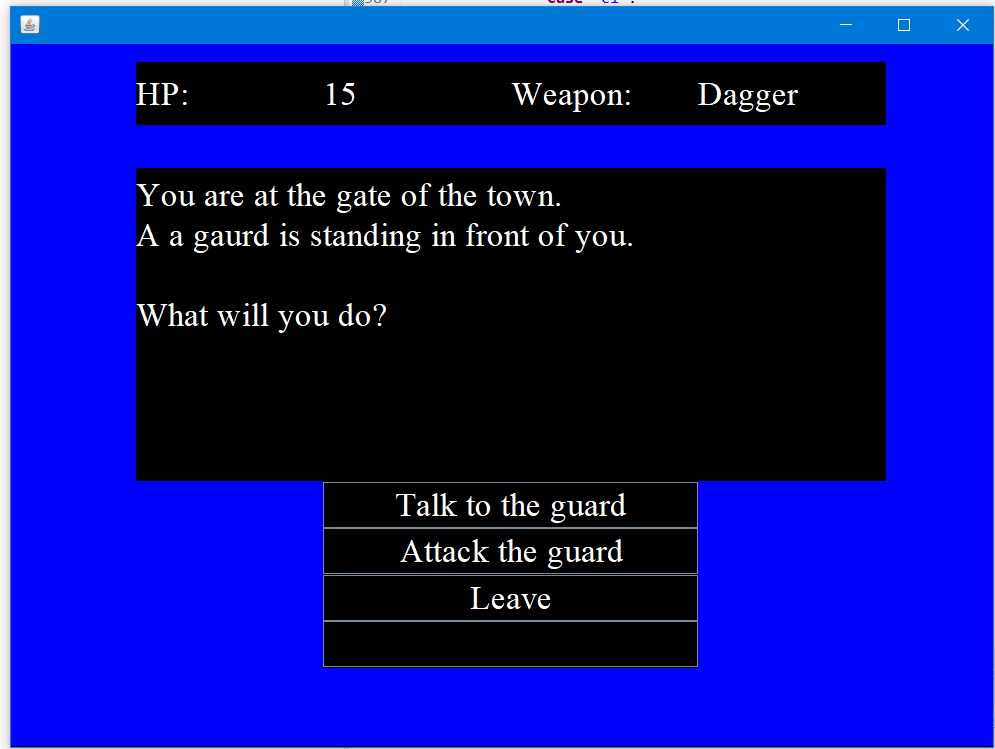 HP: 15 Weapon: Dagger
You are at the gate of the town.
A a gaurd is standing in front of you.
What will you do?
Talk to the guard
Attack the guard
Leave